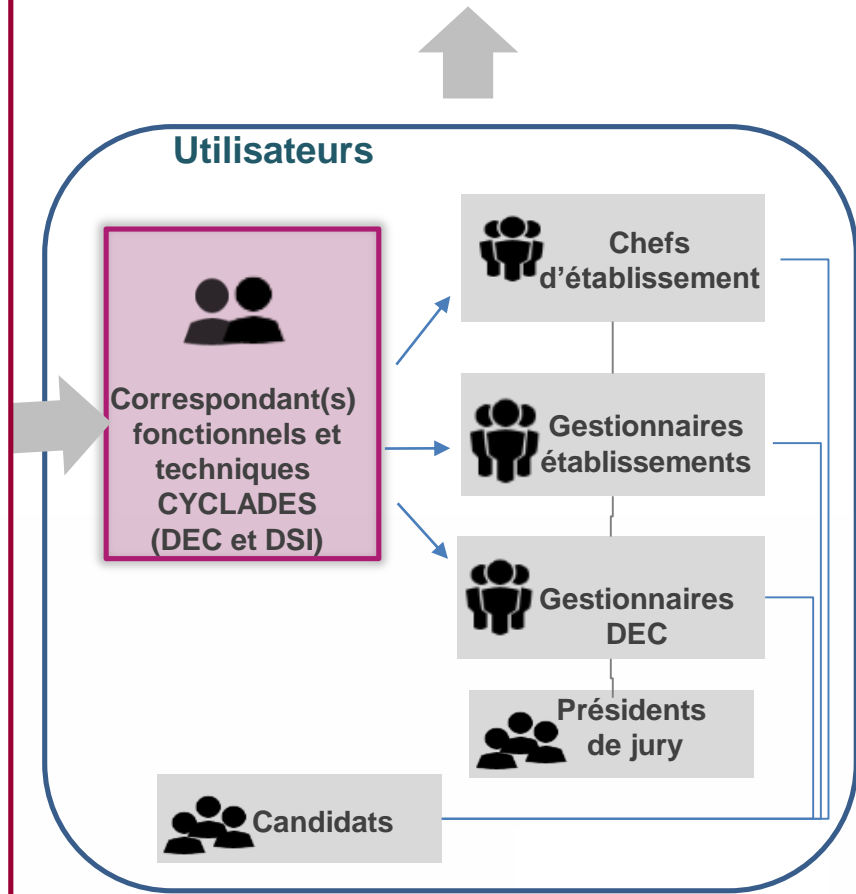 Utilisateurs
Correspondant(s)
fonctionnels et
techniques
CYCLADES
(DEC et DSI)
Chefs
d'établissement
Gestionnaires
établissements
Gestionnaires
DEC
Présidents
de jury
Candidats